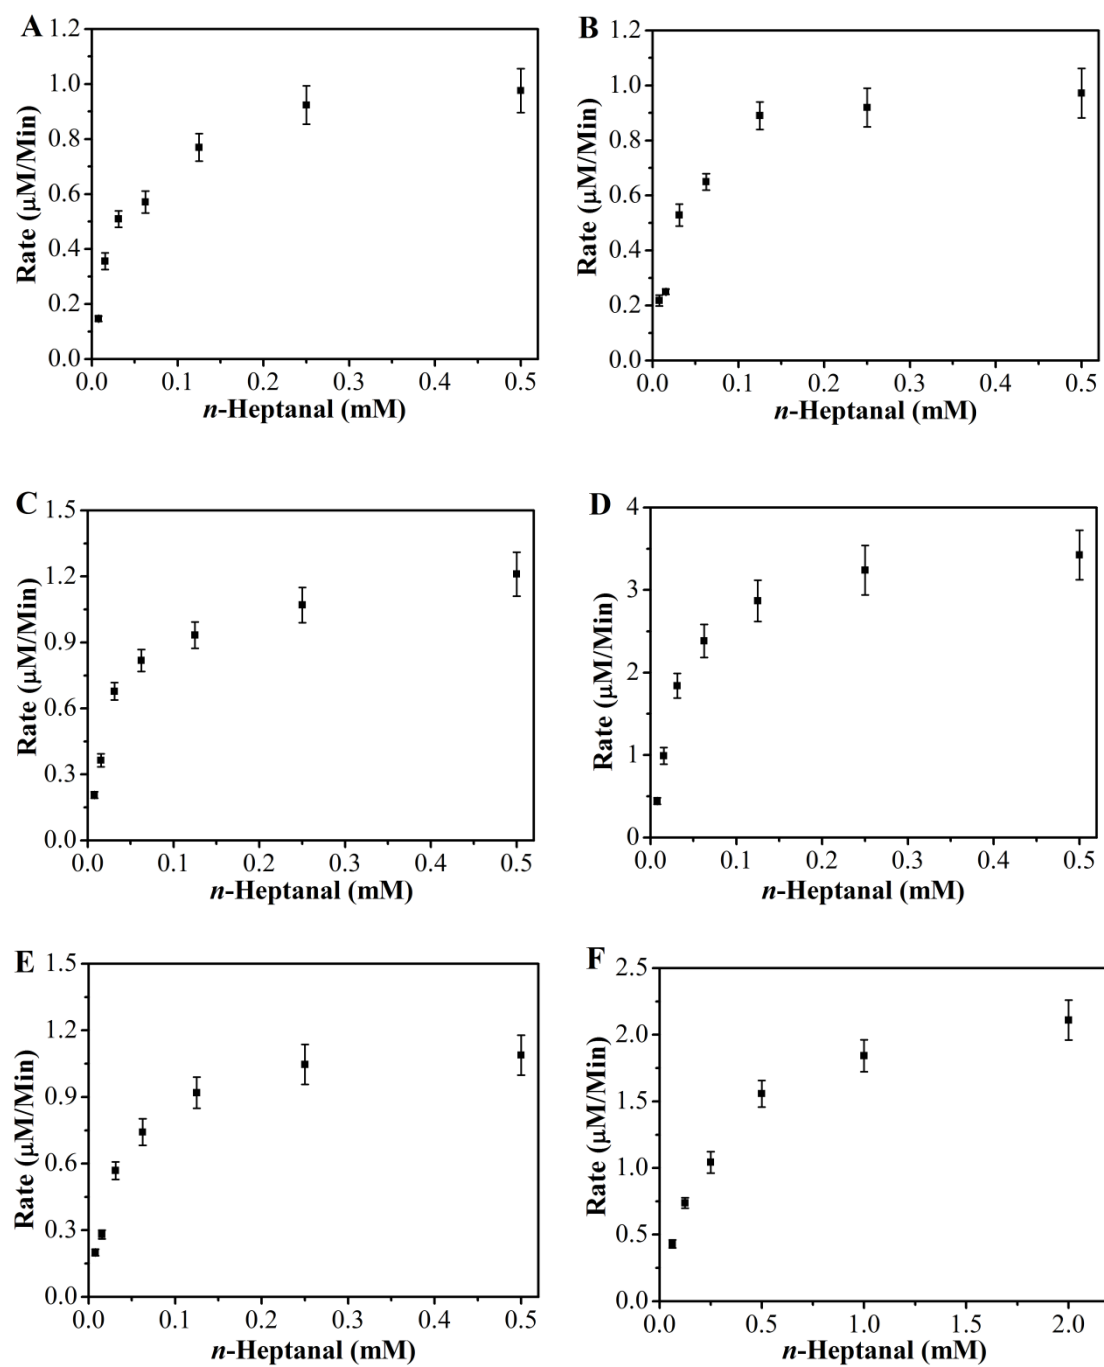 A
Rate (μM/Min)
1.2
1.0
0.8
0.6
0.4
0.2
0.0
0.0 0.1 0.2 0.3 0.4 0.5
n-Heptanal (mM)
B
Rate (μM/Min)
1.2
1.0
0.8
0.6
0.4
0.2
0.0
0.0 0.1 0.2 0.3 0.4 0.5
n-Heptanal (mM)
C
Rate (μM/Min)
1.5
1.2
0.9
0.6
0.3
0.0
0.0 0.1 0.2 0.3 0.4 0.5
n-Heptanal (mM)
D
Rate (μM/Min)
4
3
2
1
0
0.0 0.1 0.2 0.3 0.4 0.5
n-Heptanal (mM)
E
Rate (μM/Min)
1.5
1.2
0.9
0.6
0.3
0.0
0.0 0.1 0.2 0.3 0.4 0.5
n-Heptanal (mM)
F
Rate (μM/Min)
2.5
2.0
1.5
1.0
0.5
0.0
0.0 0.5 1.0 1.5 2.0
n-Heptanal (mM)